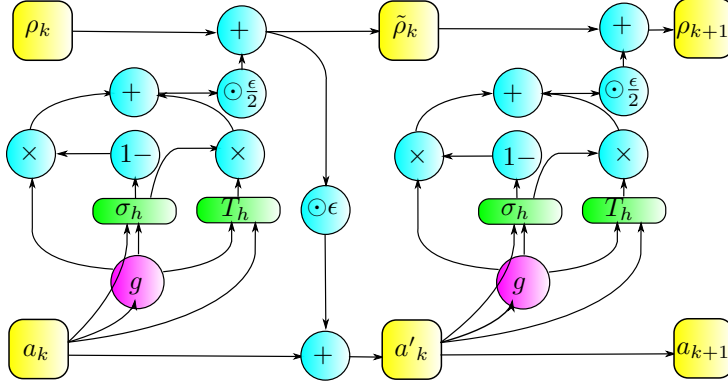 ρ_k + ρ̃_k + ρ_{k+1}
+ ⊙ϵ/2 + ⊙ϵ/2
× 1− × × 1− ×
σ_h T_h ⊙ϵ σ_h T_h
g g
a_k + a'_k a_{k+1}